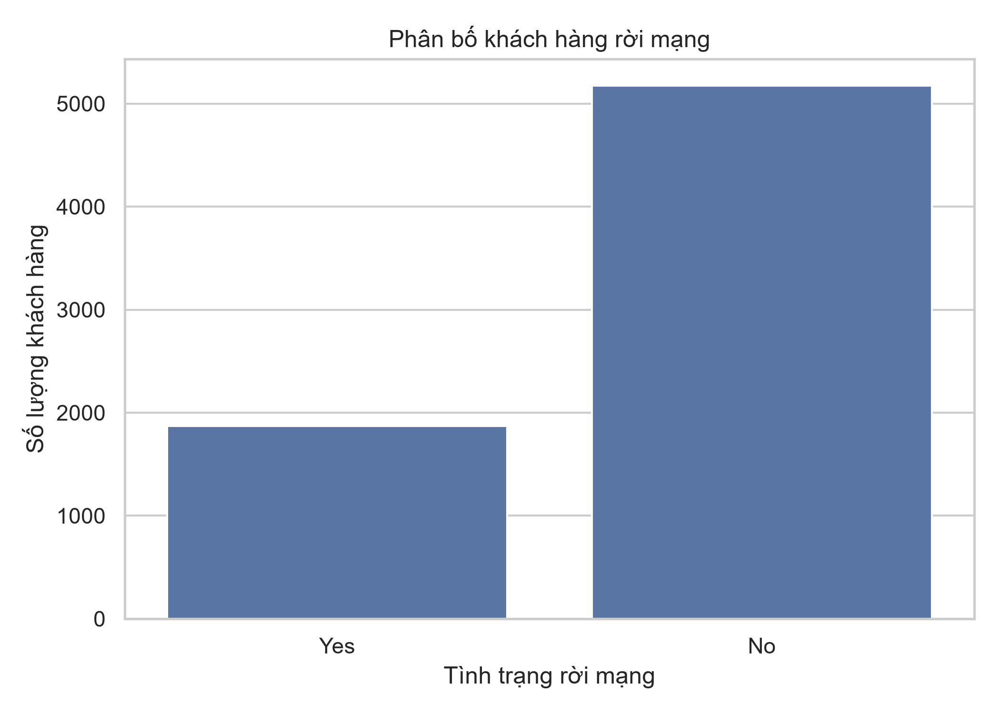 Phân bố khách hàng rời mạng
Số lượng khách hàng
5000
4000
3000
2000
1000
0
Yes No
Tình trạng rời mạng